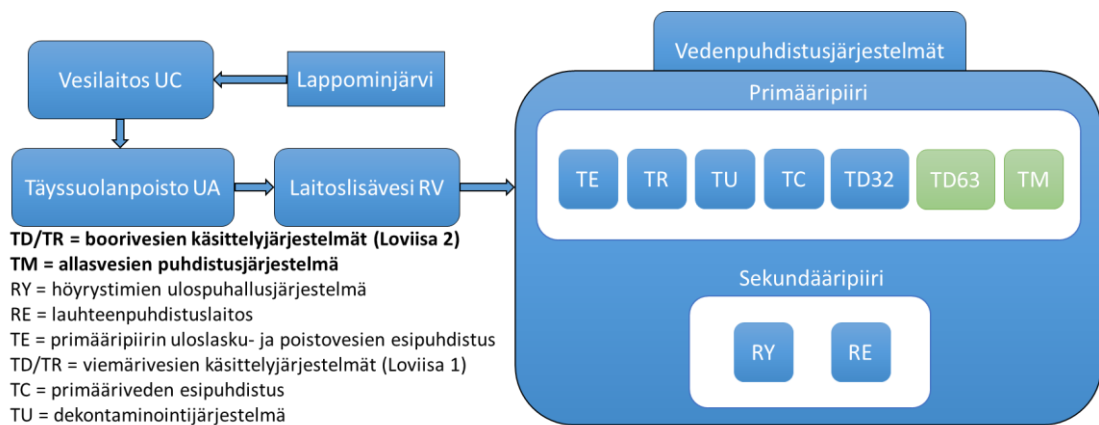 Vesilaitos UC
Lappominjärvi
Täyssuolanpoisto UA
Laitoslisävesi RV
TD/TR = boorivesien käsittelyjärjestelmät (Loviisa 2)
TM = allasvesien puhdistusjärjestelmä
RY = höyrystimien ulospuhallusjärjestelmä
RE = lauhteenpuhdistuslaitos
TE = primääripiirin uloslasku- ja poistovesien esipuhdistus
TD/TR = viemärivesien käsittelyjärjestelmät (Loviisa 1)
TC = primääriveden esipuhdistus
TU = dekontaminointijärjestelmä
Vedenpuhdistusjärjestelmät
Primääripiiri
TE TR TU TC TD32 TD63 TM
Sekundääripiiri
RY RE